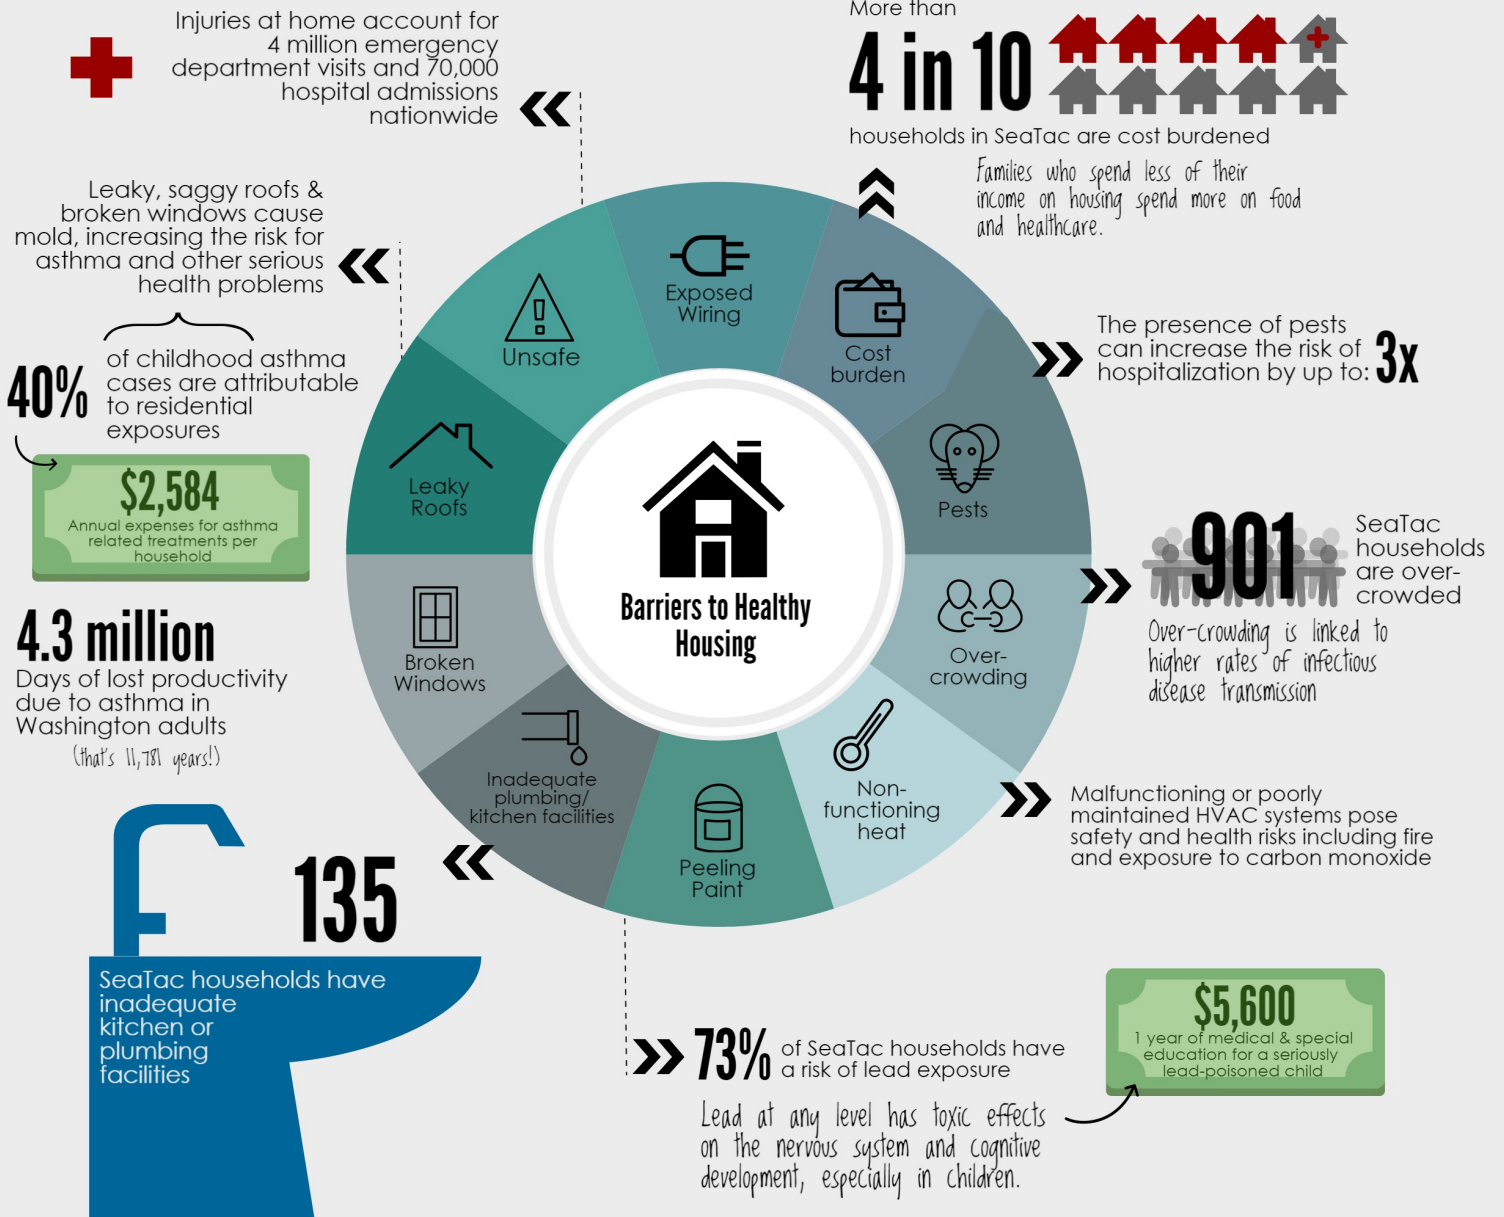 Injuries at home account for
4 million emergency
department visits and 70,000
hospital admissions
nationwide
More than
4 in 10
households in SeaTac are cost burdened
Families who spend less of their
income on housing spend more on food
and healthcare.
Leaky, saggy roofs &
broken windows cause
mold, increasing the risk for
asthma and other serious
health problems
40%
of childhood asthma
cases are attributable
to residential
exposures
$2,584
Annual expenses for asthma
related treatments per
household
4.3 million
Days of lost productivity
due to asthma in
Washington adults
(that's 11,781 years!)
Exposed
Wiring
Cost
burden
Pests
Over-
crowding
Non-
functioning
heat
Peeling
Paint
Inadequate
plumbing/
kitchen facilities
Broken
Windows
Leaky
Roofs
Unsafe
Barriers to Healthy
Housing
The presence of pests
can increase the risk of
hospitalization by up to: 3x
901
SeaTac
households
are over-
crowded
Over-crowding is linked to
higher rates of infectious
disease transmission
Malfunctioning or poorly
maintained HVAC systems pose
safety and health risks including fire
and exposure to carbon monoxide
135
SeaTac households have
inadequate
kitchen or
plumbing
facilities
73%
of SeaTac households have
a risk of lead exposure
Lead at any level has toxic effects
on the nervous system and cognitive
development, especially in children.
$5,600
1 year of medical & special
education for a seriously
lead-poisoned child